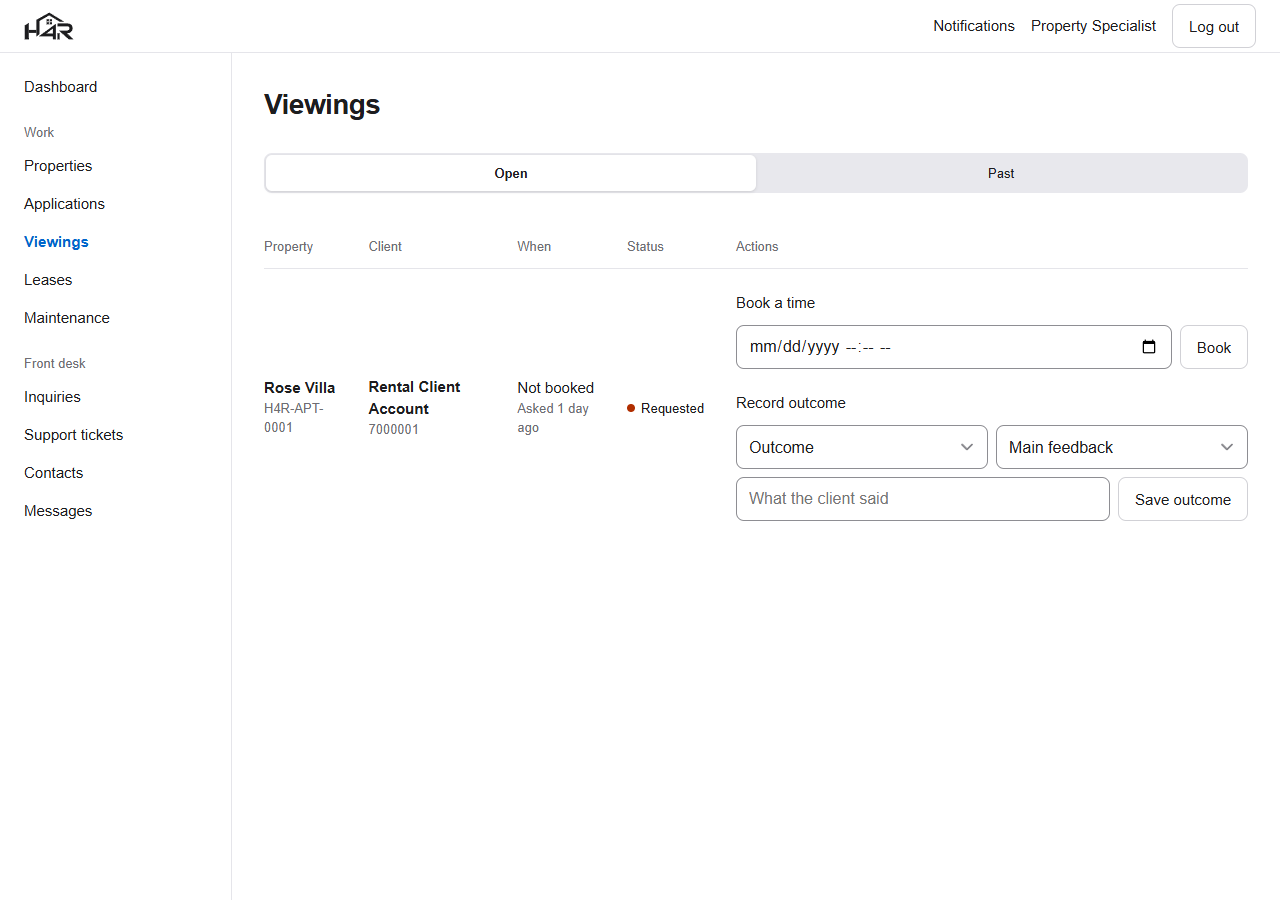 H4R
Notifications
Property Specialist
Log out
Dashboard
Work
Properties
Applications
Viewings
Leases
Maintenance
Front desk
Inquiries
Support tickets
Contacts
Messages
Viewings
Open
Past
Property
Client
When
Status
Actions
Rose Villa
H4R-APT-
0001
Rental Client
Account
7000001
Not booked
Asked 1 day
ago
Requested
Book a time
mm/dd/yyyy --:-- --
Book
Record outcome
Outcome
Main feedback
What the client said
Save outcome